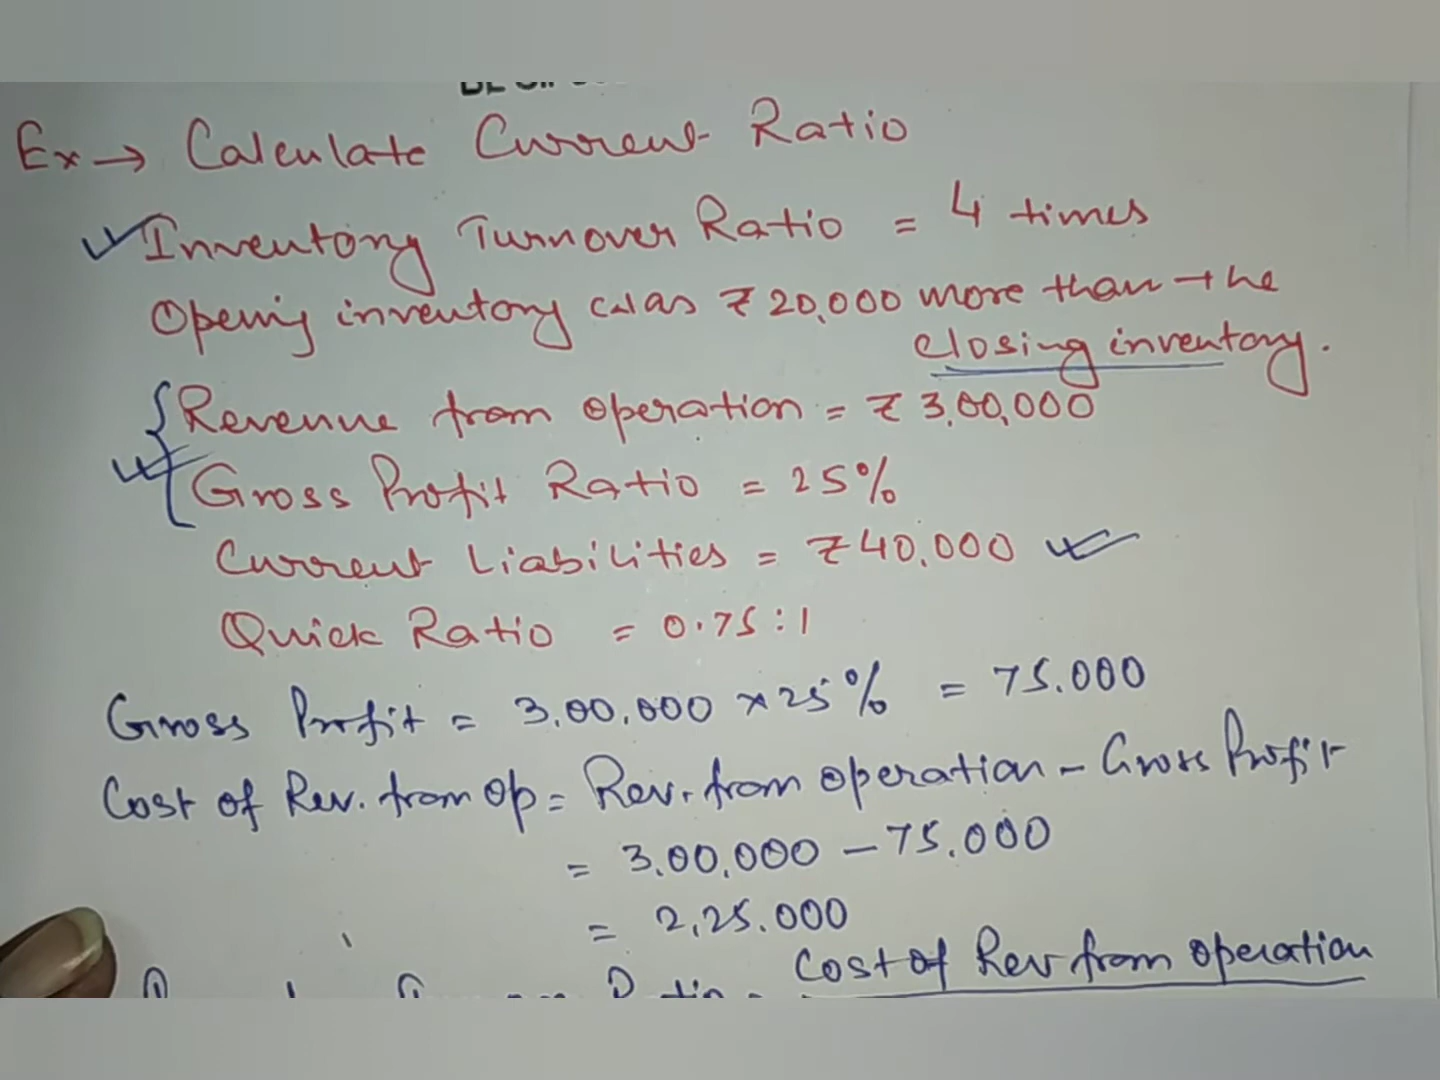 Ex → Calculate Current Ratio
Inventory Turnover Ratio = 4 times
Opening inventory was ₹ 20,000 more than the
closing inventory.
Revenue from operation = ₹ 3,00,000
Gross Profit Ratio = 25%
Current Liabilities = ₹ 40,000
Quick Ratio = 0.75:1
Gross Profit = 3,00,000 × 25% = 75,000
Cost of Rev. from Op = Rev. from operation - Gross Profit
= 3,00,000 - 75,000
= 2,25,000
Cost of Rev from operation